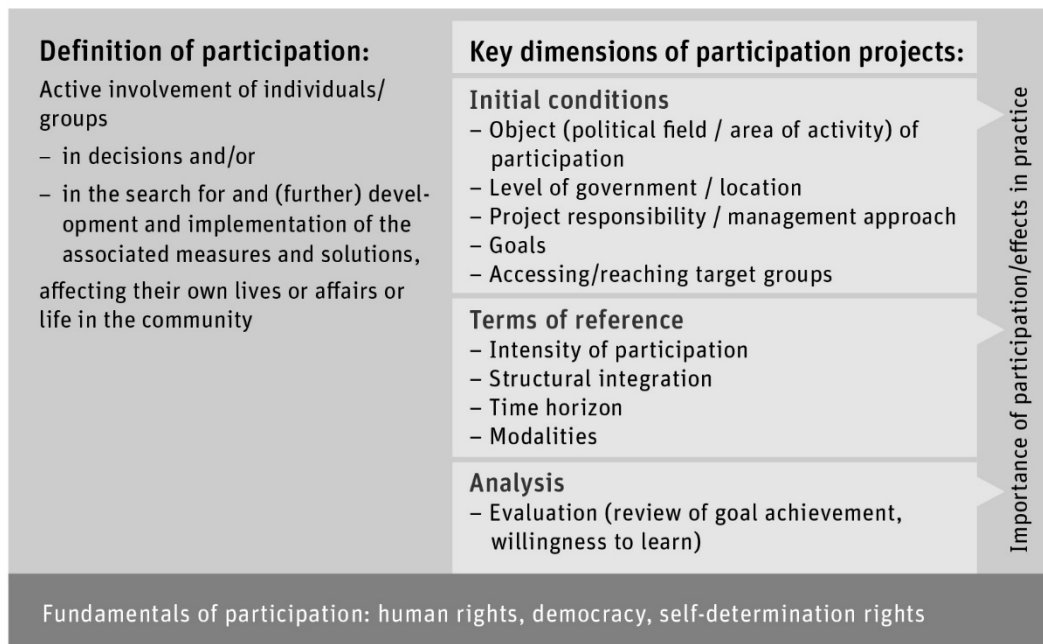 Definition of participation:
Active involvement of individuals/
groups
– in decisions and/or
– in the search for and (further) devel-
opment and implementation of the
associated measures and solutions,
affecting their own lives or affairs or
life in the community
Key dimensions of participation projects:
Initial conditions
– Object (political field / area of activity) of
participation
– Level of government / location
– Project responsibility / management approach
– Goals
– Accessing/reaching target groups
Terms of reference
– Intensity of participation
– Structural integration
– Time horizon
– Modalities
Analysis
– Evaluation (review of goal achievement,
willingness to learn)
Importance of participation/effects in practice
Fundamentals of participation: human rights, democracy, self-determination rights